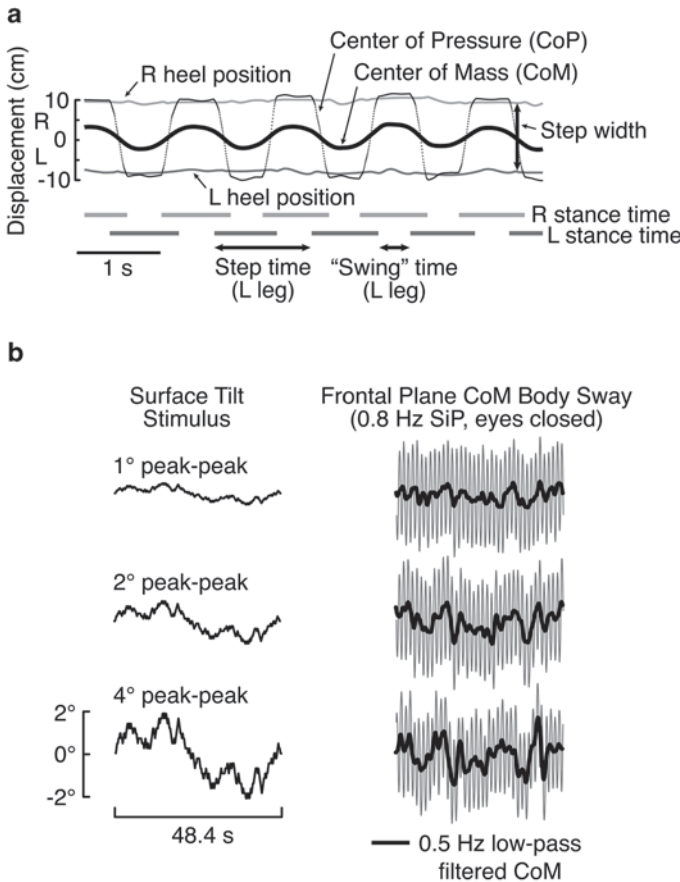 a
Center of Pressure (CoP)
R heel position
Center of Mass (CoM)
Displacement (cm)
10
R
0
L
-10
Step width
L heel position
R stance time
L stance time
1 s
Step time
(L leg)
“Swing” time
(L leg)
b
Surface Tilt
Stimulus
Frontal Plane CoM Body Sway
(0.8 Hz SiP, eyes closed)
1° peak-peak
2° peak-peak
4° peak-peak
2°
0°
-2°
48.4 s
0.5 Hz low-pass
filtered CoM